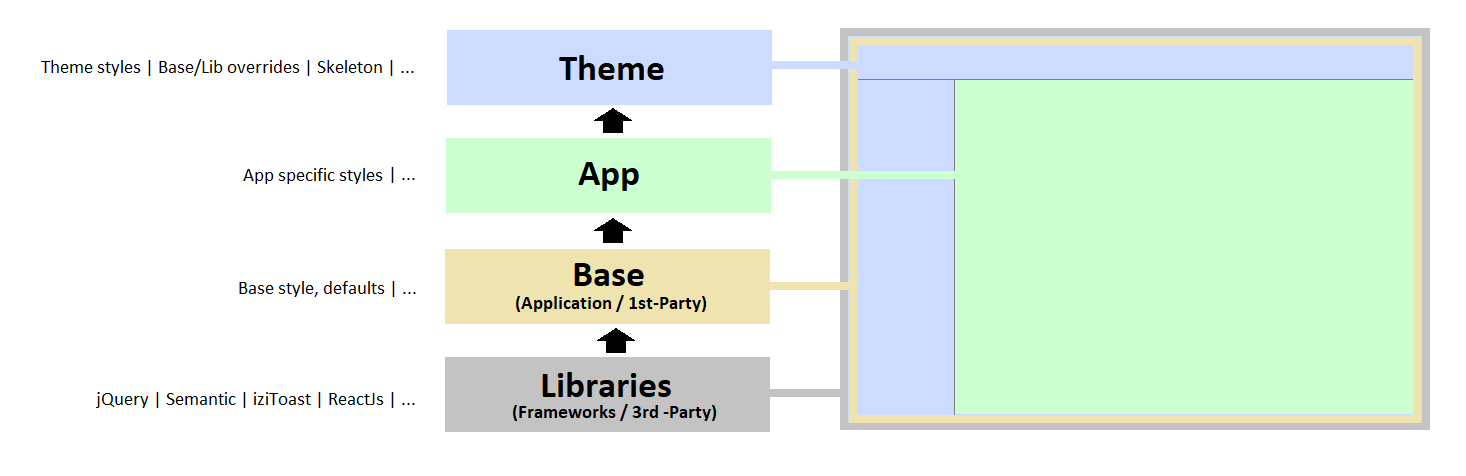 Theme styles | Base/Lib overrides | Skeleton | ...
Theme
App specific styles | ...
App
Base style, defaults | ...
Base
(Application / 1st-Party)
jQuery | Semantic | iziToast | ReactJs | ...
Libraries
(Frameworks / 3rd -Party)